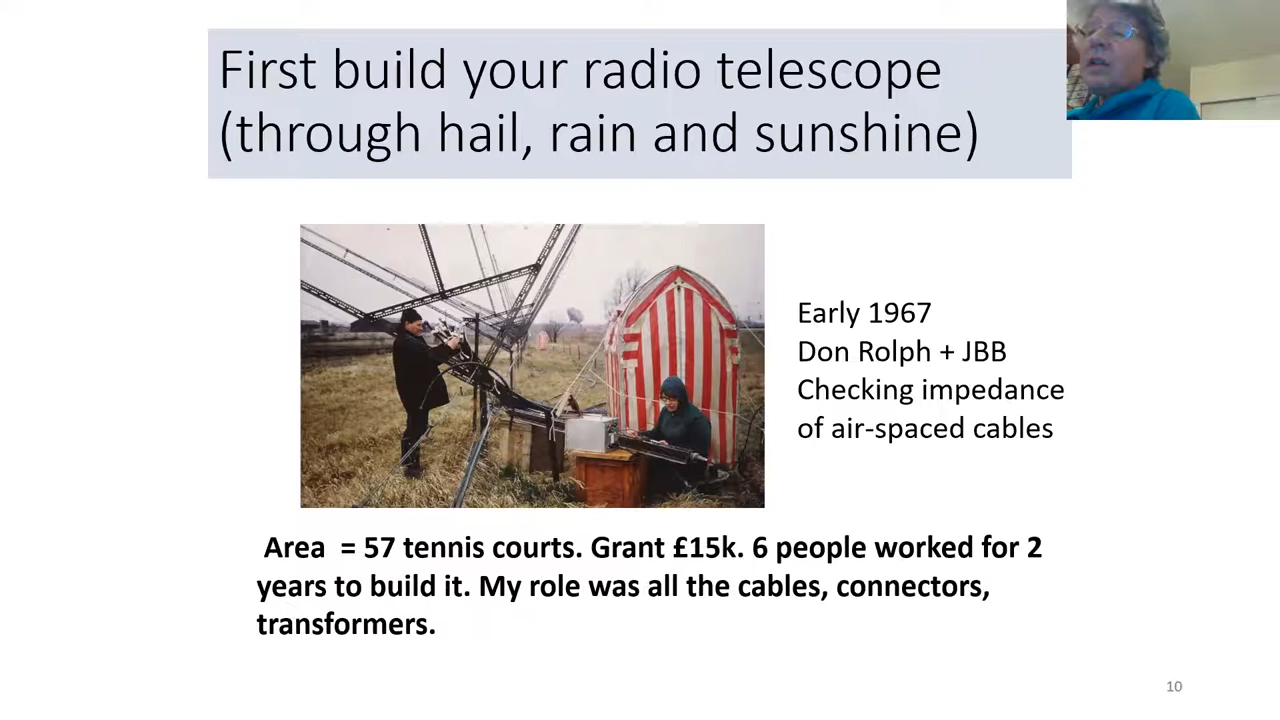 First build your radio telescope
(through hail, rain and sunshine)
Early 1967
Don Rolph + JBB
Checking impedance
of air-spaced cables
Area = 57 tennis courts. Grant £15k. 6 people worked for 2
years to build it. My role was all the cables, connectors,
transformers.
10